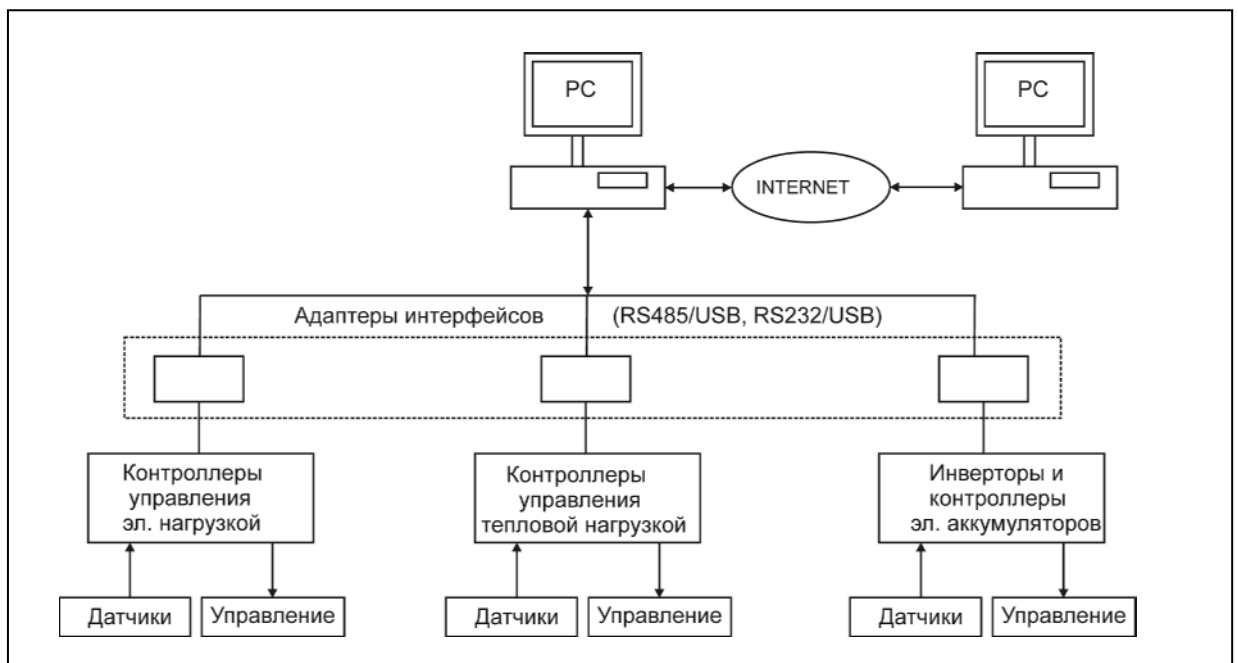 PC
PC
INTERNET
Адаптеры интерфейсов (RS485/USB, RS232/USB)
Контроллеры
управления
эл. нагрузкой
Контроллеры
управления
тепловой нагрузкой
Инверторы и
контроллеры
эл. аккумуляторов
Датчики
Управление
Датчики
Управление
Датчики
Управление